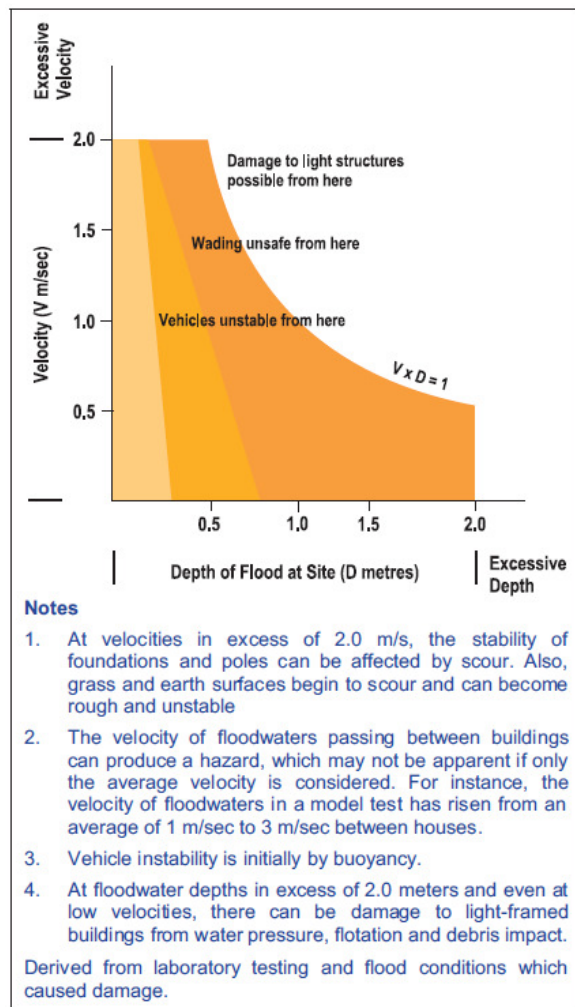 Excessive
Velocity
2.0
Damage to light structures
possible from here
1.5
Wading unsafe from here
Velocity (V m/sec)
1.0
Vehicles unstable from here
V x D = 1
0.5
0.5
1.0
1.5
2.0
Depth of Flood at Site (D metres)
Excessive
Depth
Notes
1. At velocities in excess of 2.0 m/s, the stability of
foundations and poles can be affected by scour. Also,
grass and earth surfaces begin to scour and can become
rough and unstable
2. The velocity of floodwaters passing between buildings
can produce a hazard, which may not be apparent if only
the average velocity is considered. For instance, the
velocity of floodwaters in a model test has risen from an
average of 1 m/sec to 3 m/sec between houses.
3. Vehicle instability is initially by buoyancy.
4. At floodwater depths in excess of 2.0 meters and even at
low velocities, there can be damage to light-framed
buildings from water pressure, flotation and debris impact.
Derived from laboratory testing and flood conditions which
caused damage.